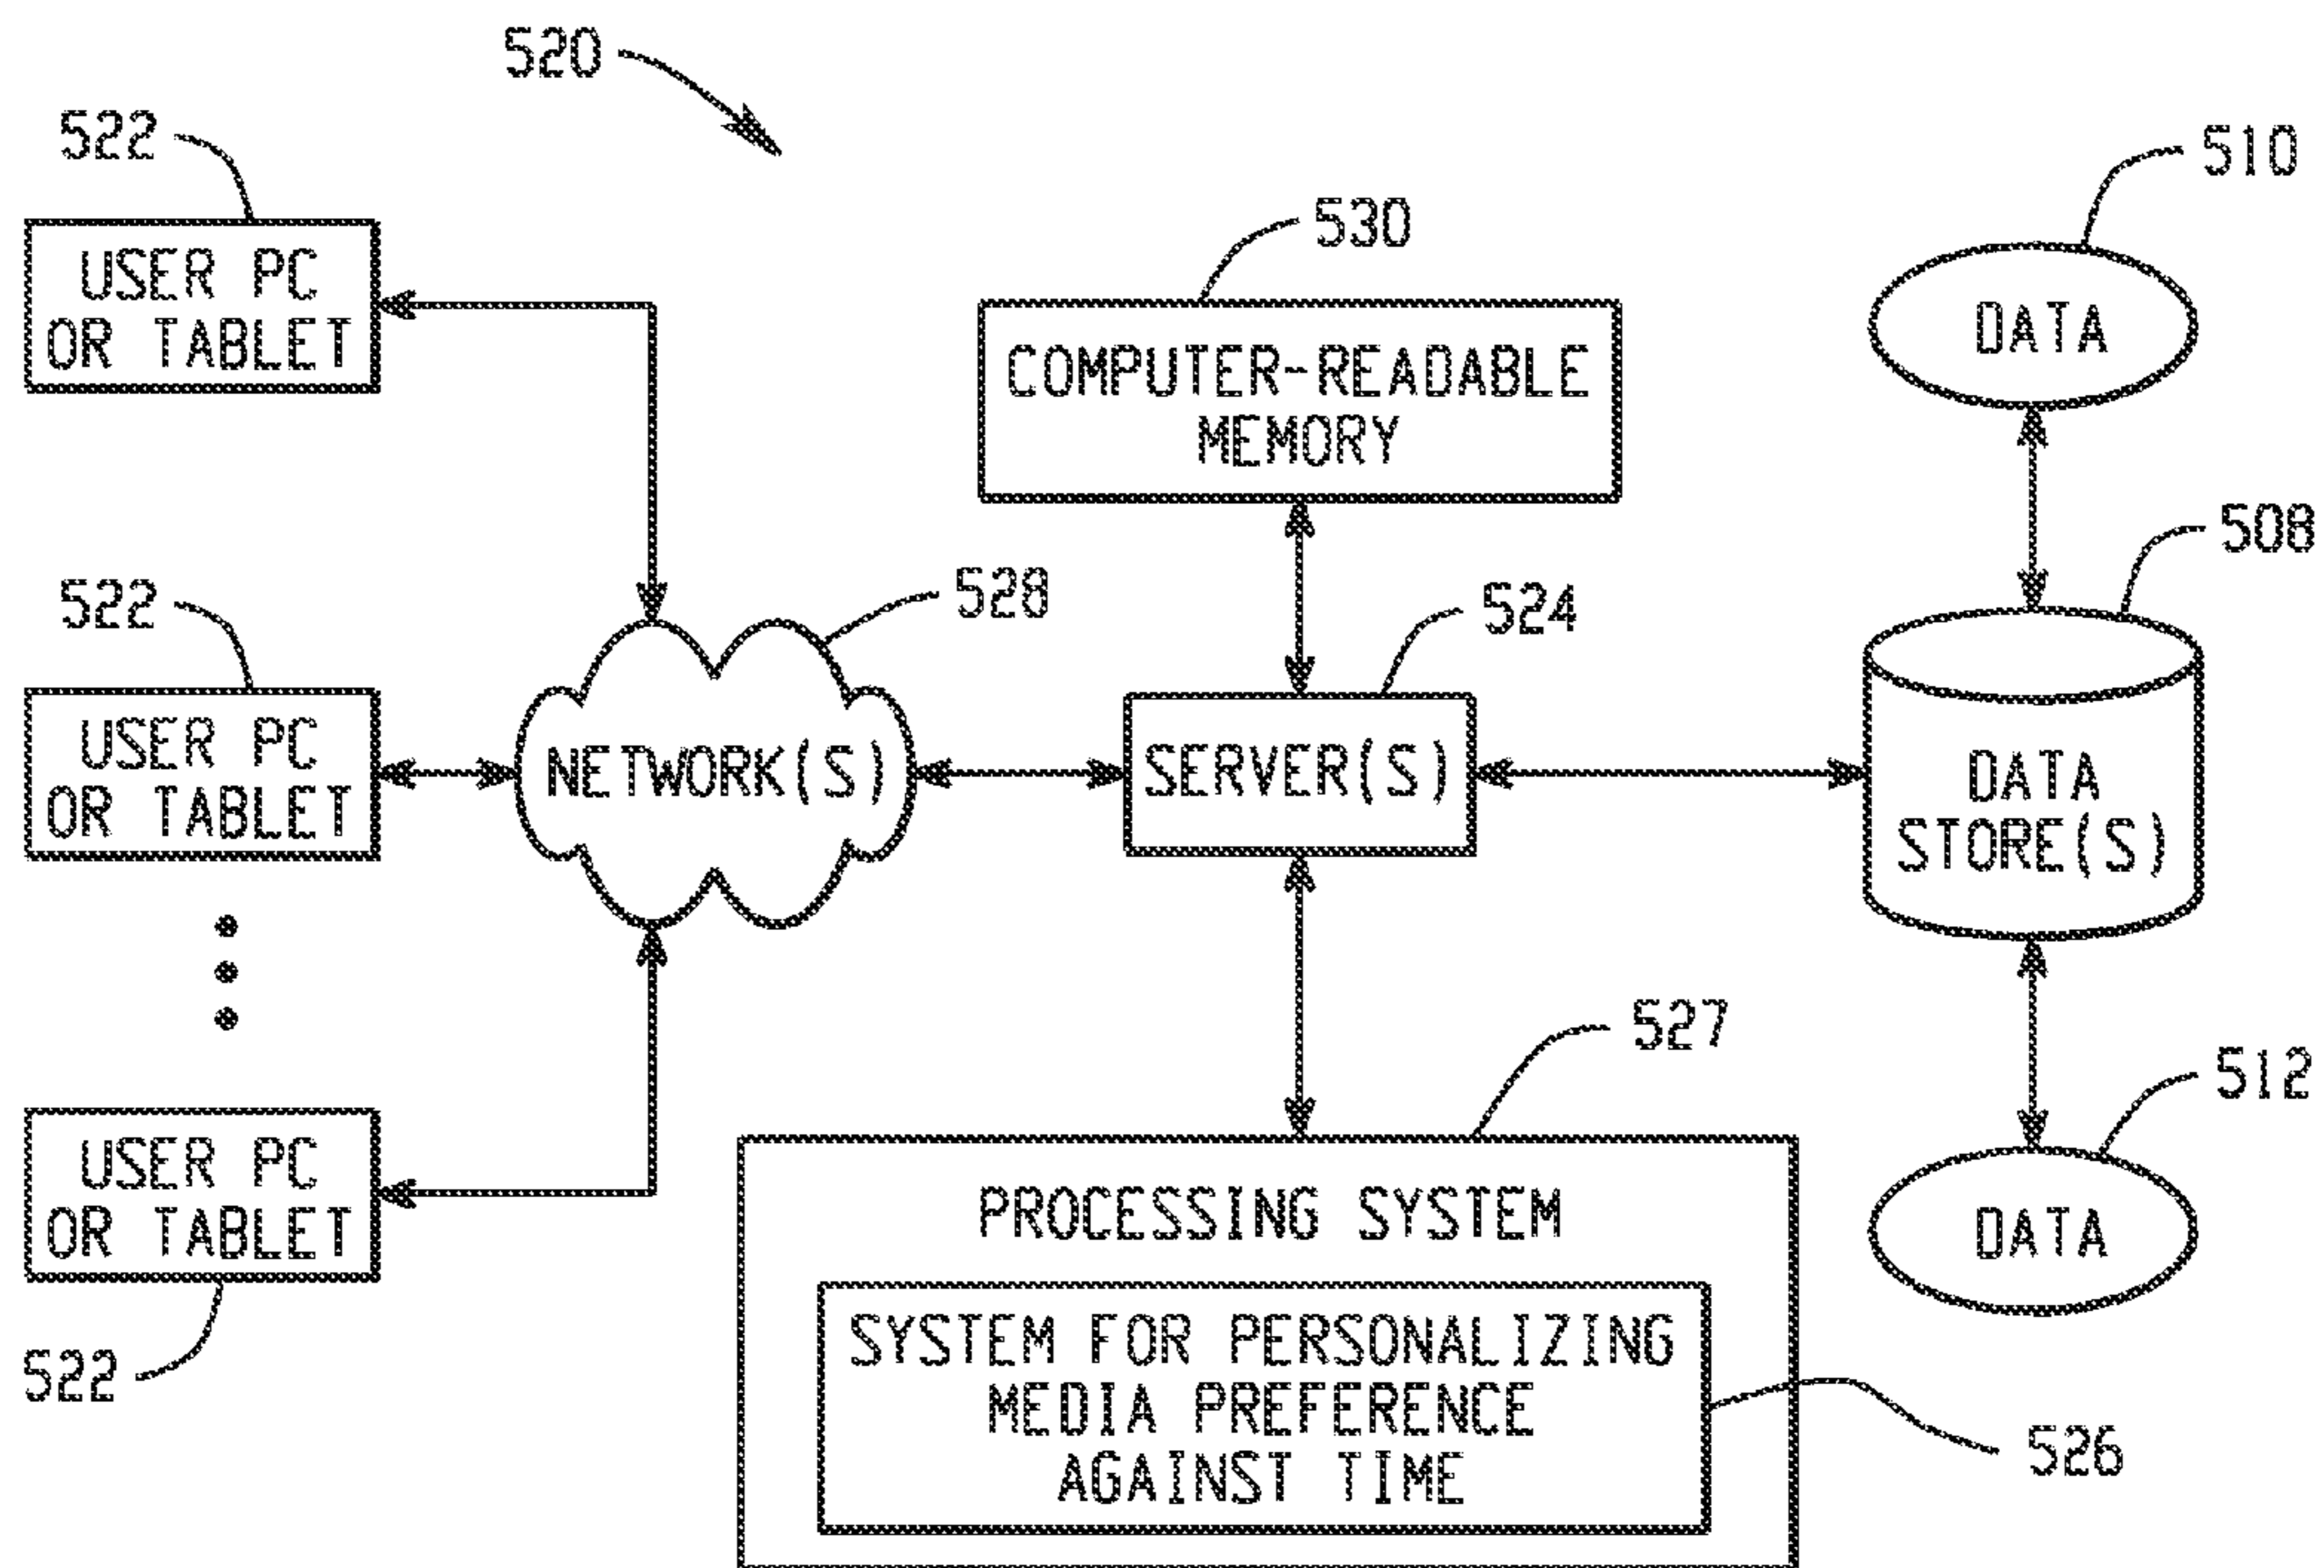 520
522
510
530
USER PC
OR TABLET
DATA
COMPUTER-READABLE
MEMORY
508
522
528
524
USER PC
OR TABLET
NETWORK(S)
SERVER(S)
DATA
STORE(S)
527
512
USER PC
OR TABLET
PROCESSING SYSTEM
DATA
522
SYSTEM FOR PERSONALIZING
MEDIA PREFERENCE
AGAINST TIME
526